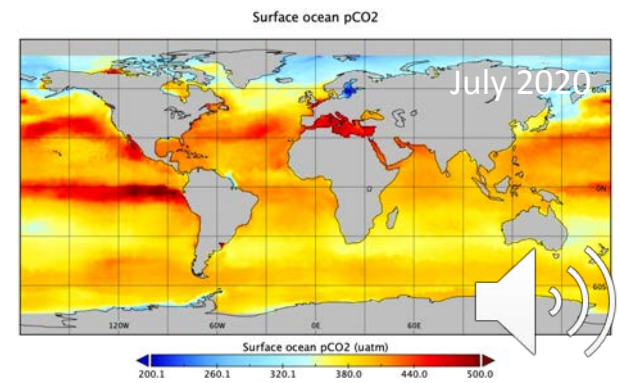 Surface ocean pCO2
July 2020
60N
0N
60S
120W 60W 0E 60E
Surface ocean pCO2 (uatm)
200.1 260.1 320.1 380.0 440.0 500.0